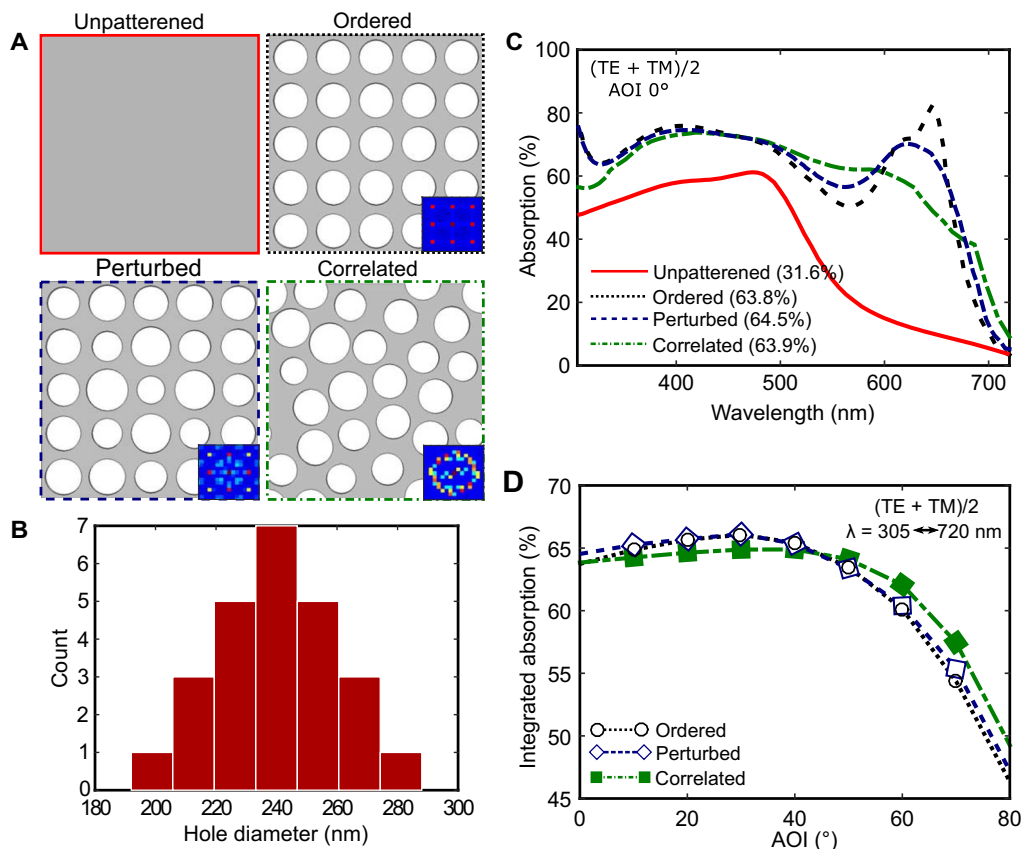 A
Unpatterened
Ordered
Perturbed
Correlated
B
Count
7
6
5
4
3
2
1
0
180
200
220
240
260
280
300
Hole diameter (nm)
C
Absorption (%)
100
80
60
40
20
0
(TE + TM)/2
AOI 0°
Unpatterened (31.6%)
Ordered (63.8%)
Perturbed (64.5%)
Correlated (63.9%)
400
500
600
700
Wavelength (nm)
D
Integrated absorption (%)
70
65
60
55
50
45
(TE + TM)/2
λ = 305 ↔ 720 nm
Ordered
Perturbed
Correlated
0
20
40
60
80
AOI (°)